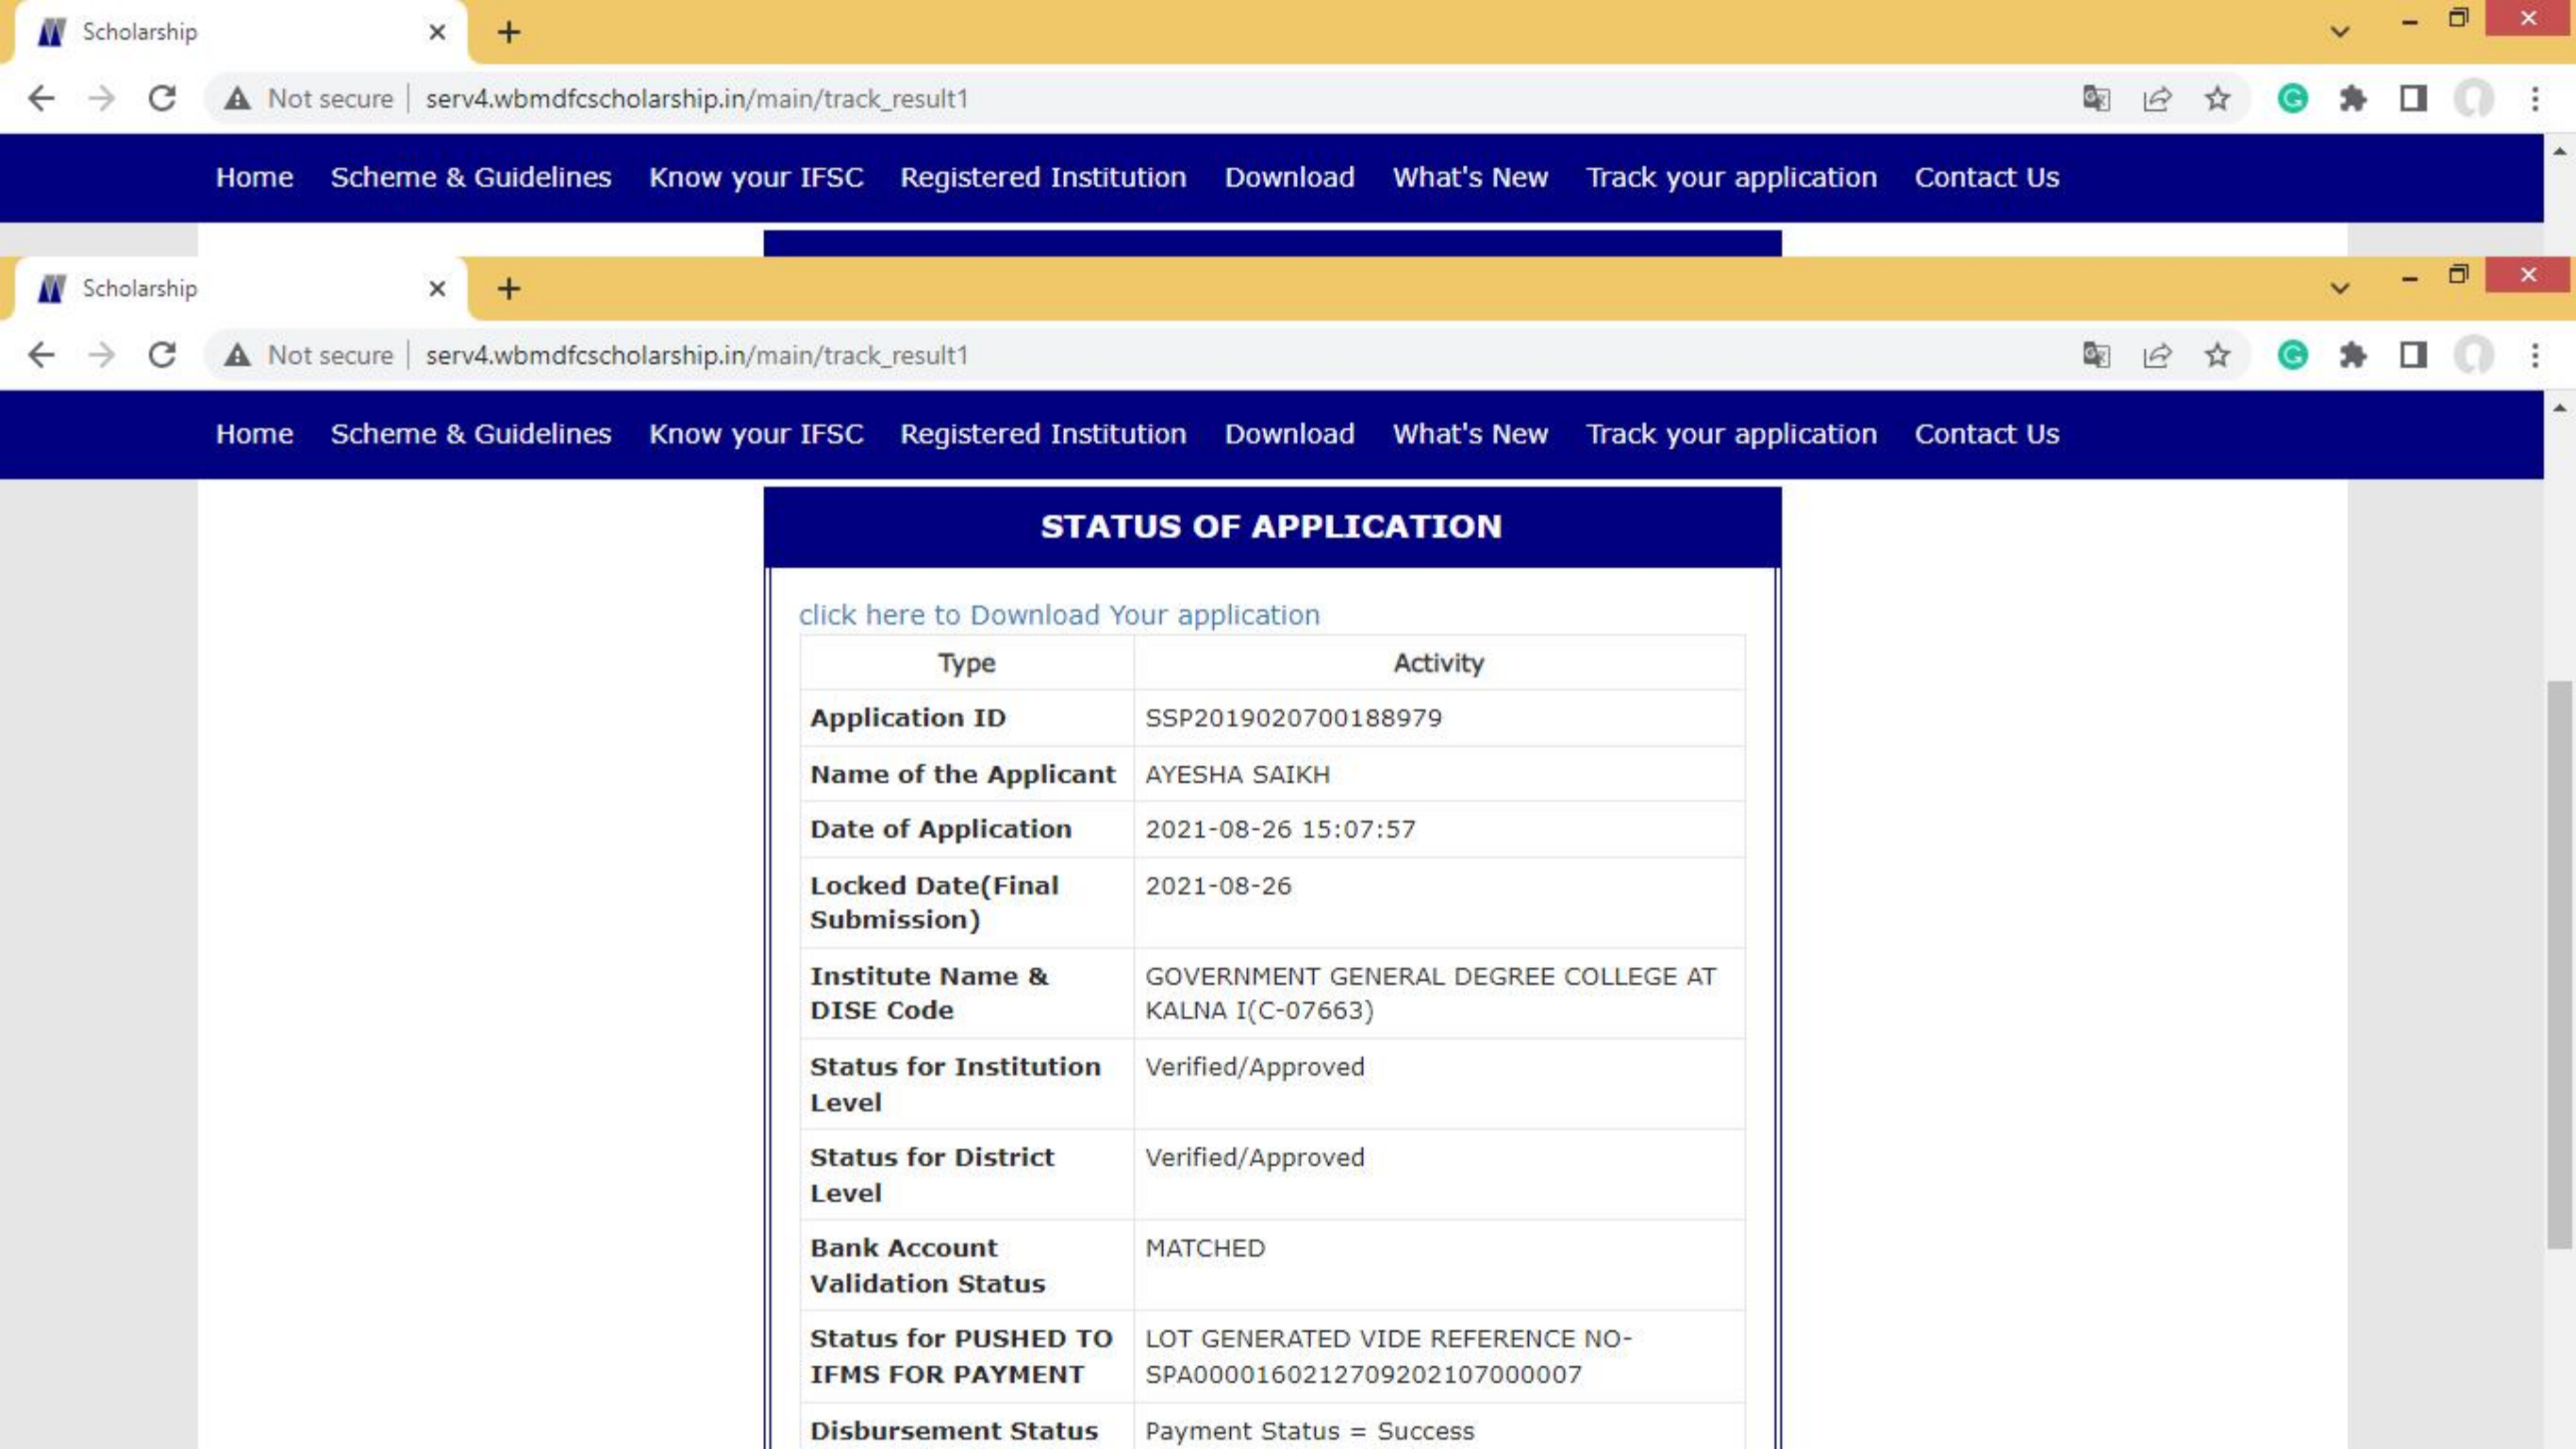 Scholarship
Not secure serv4.wbmdfcscholarship.in/main/track_result1
Home Scheme & Guidelines Know your IFSC Registered Institution Download What's New Track your application Contact Us
Scholarship
Not secure serv4.wbmdfcscholarship.in/main/track_result1
Home Scheme & Guidelines Know your IFSC Registered Institution Download What's New Track your application Contact Us
STATUS OF APPLICATION
click here to Download Your application
Type Activity
Application ID SSP2019020700188979
Name of the Applicant AYESHA SAIKH
Date of Application 2021-08-26 15:07:57
Locked Date(Final 2021-08-26
Submission)
Institute Name & GOVERNMENT GENERAL DEGREE COLLEGE AT
DISE Code KALNA I(C-07663)
Status for Institution Verified/Approved
Level
Status for District Verified/Approved
Level
Bank Account MATCHED
Validation Status
Status for PUSHED TO LOT GENERATED VIDE REFERENCE NO-
IFMS FOR PAYMENT SPA00001602127092021070000​07
Disbursement Status Payment Status = Success